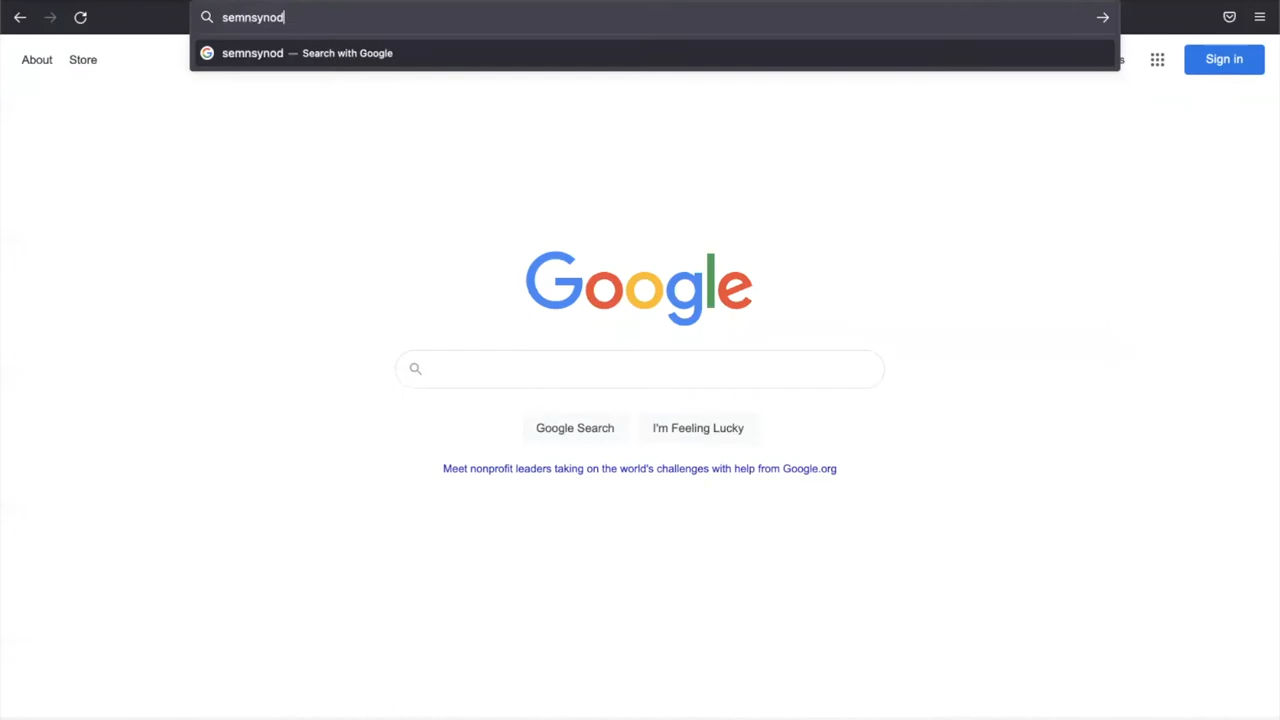 semnsynod
semnsynod — Search with Google
About Store
Sign in
Google
Google Search I'm Feeling Lucky
Meet nonprofit leaders taking on the world's challenges with help from Google.org